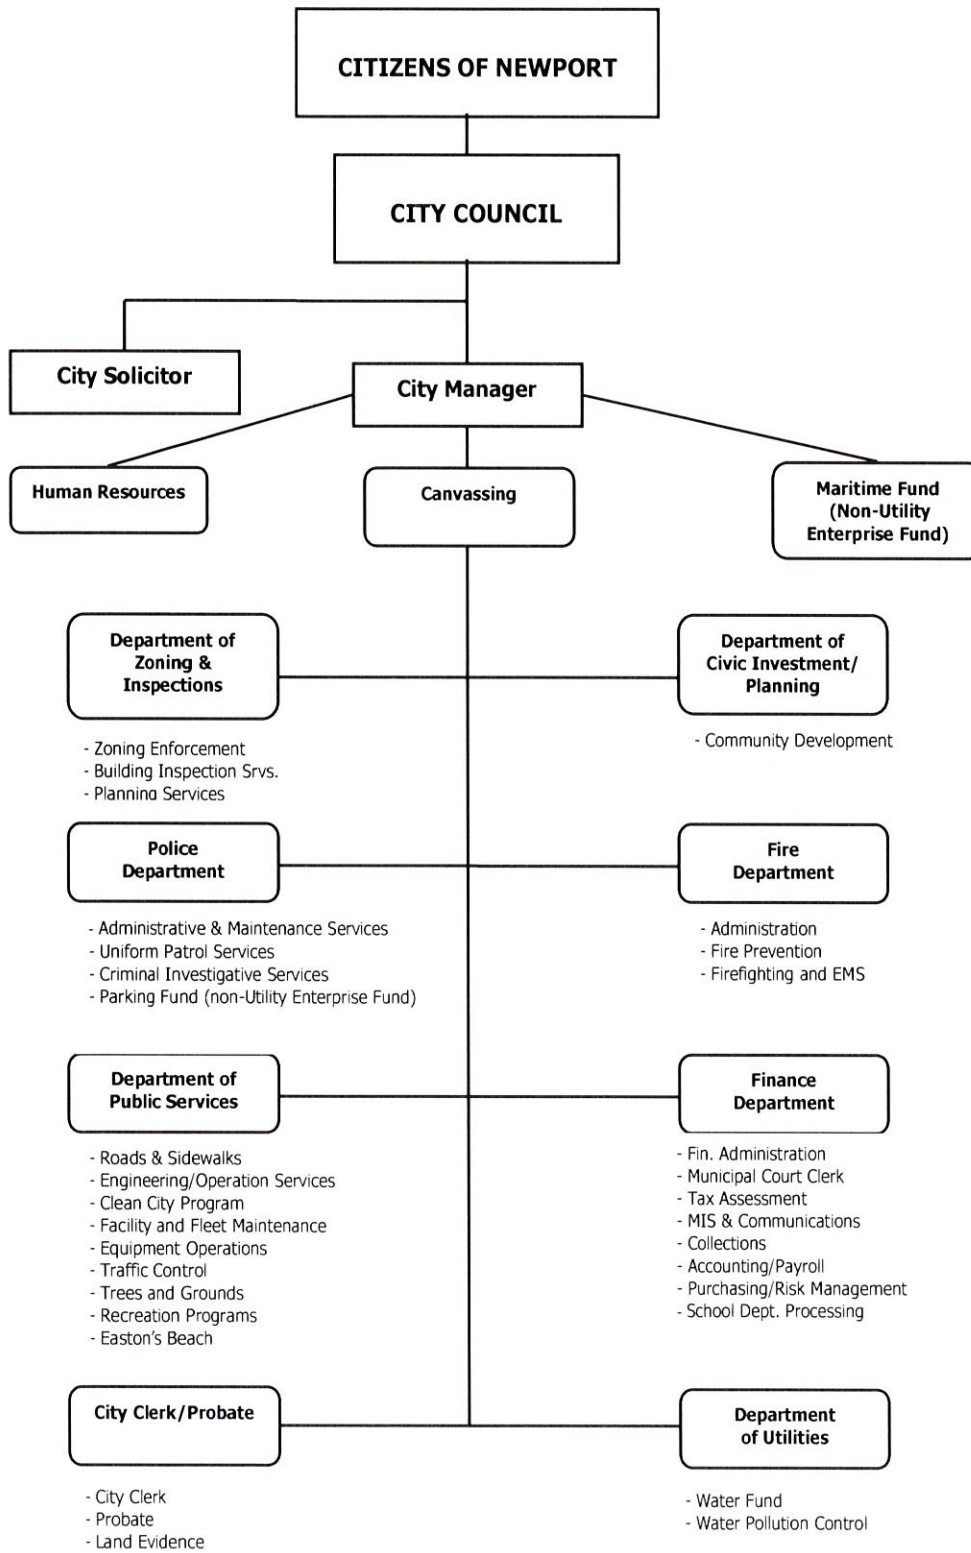 CITIZENS OF NEWPORT
CITY COUNCIL
City Solicitor
City Manager
Human Resources
Canvassing
Maritime Fund
(Non-Utility
Enterprise Fund)
Department of
Zoning &
Inspections
Department of
Civic Investment/
Planning
- Zoning Enforcement
- Building Inspection Srvs.
- Planning Services
- Community Development
Police
Department
Fire
Department
- Administrative & Maintenance Services
- Uniform Patrol Services
- Criminal Investigative Services
- Parking Fund (non-Utility Enterprise Fund)
- Administration
- Fire Prevention
- Firefighting and EMS
Department of
Public Services
Finance
Department
- Roads & Sidewalks
- Engineering/Operation Services
- Clean City Program
- Facility and Fleet Maintenance
- Equipment Operations
- Traffic Control
- Trees and Grounds
- Recreation Programs
- Easton's Beach
- Fin. Administration
- Municipal Court Clerk
- Tax Assessment
- MIS & Communications
- Collections
- Accounting/Payroll
- Purchasing/Risk Management
- School Dept. Processing
City Clerk/Probate
Department
of Utilities
- City Clerk
- Probate
- Land Evidence
- Water Fund
- Water Pollution Control